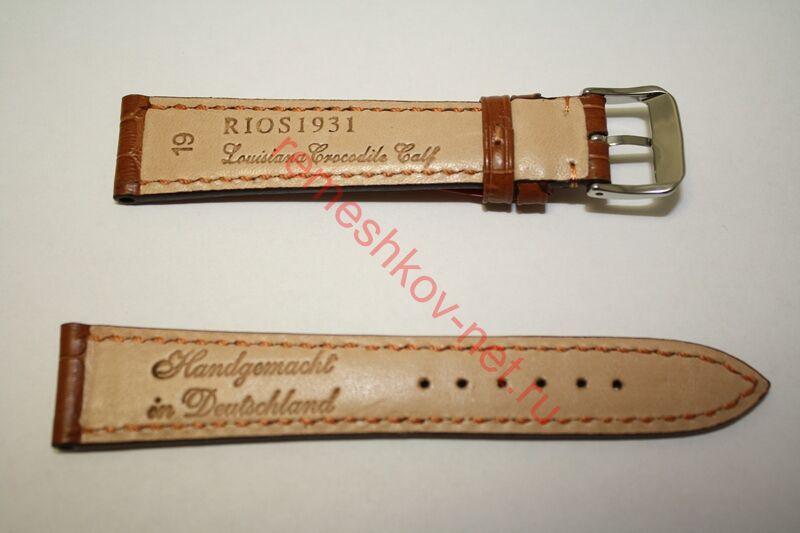 19
RIOS1931
Louisiana Crocodile Calf
remeshkov-net.ru
Handgemacht
in Deutschland